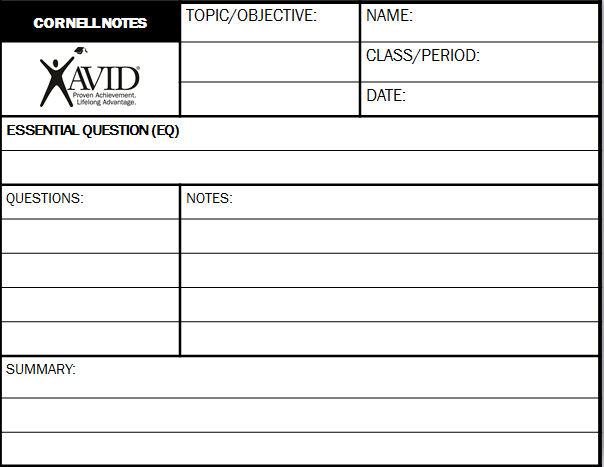 CORNELL NOTES
TOPIC/OBJECTIVE:
NAME:
CLASS/PERIOD:
DATE:
AVID®
Proven Achievement.
Lifelong Advantage.
ESSENTIAL QUESTION (EQ)
QUESTIONS:
NOTES:
SUMMARY: